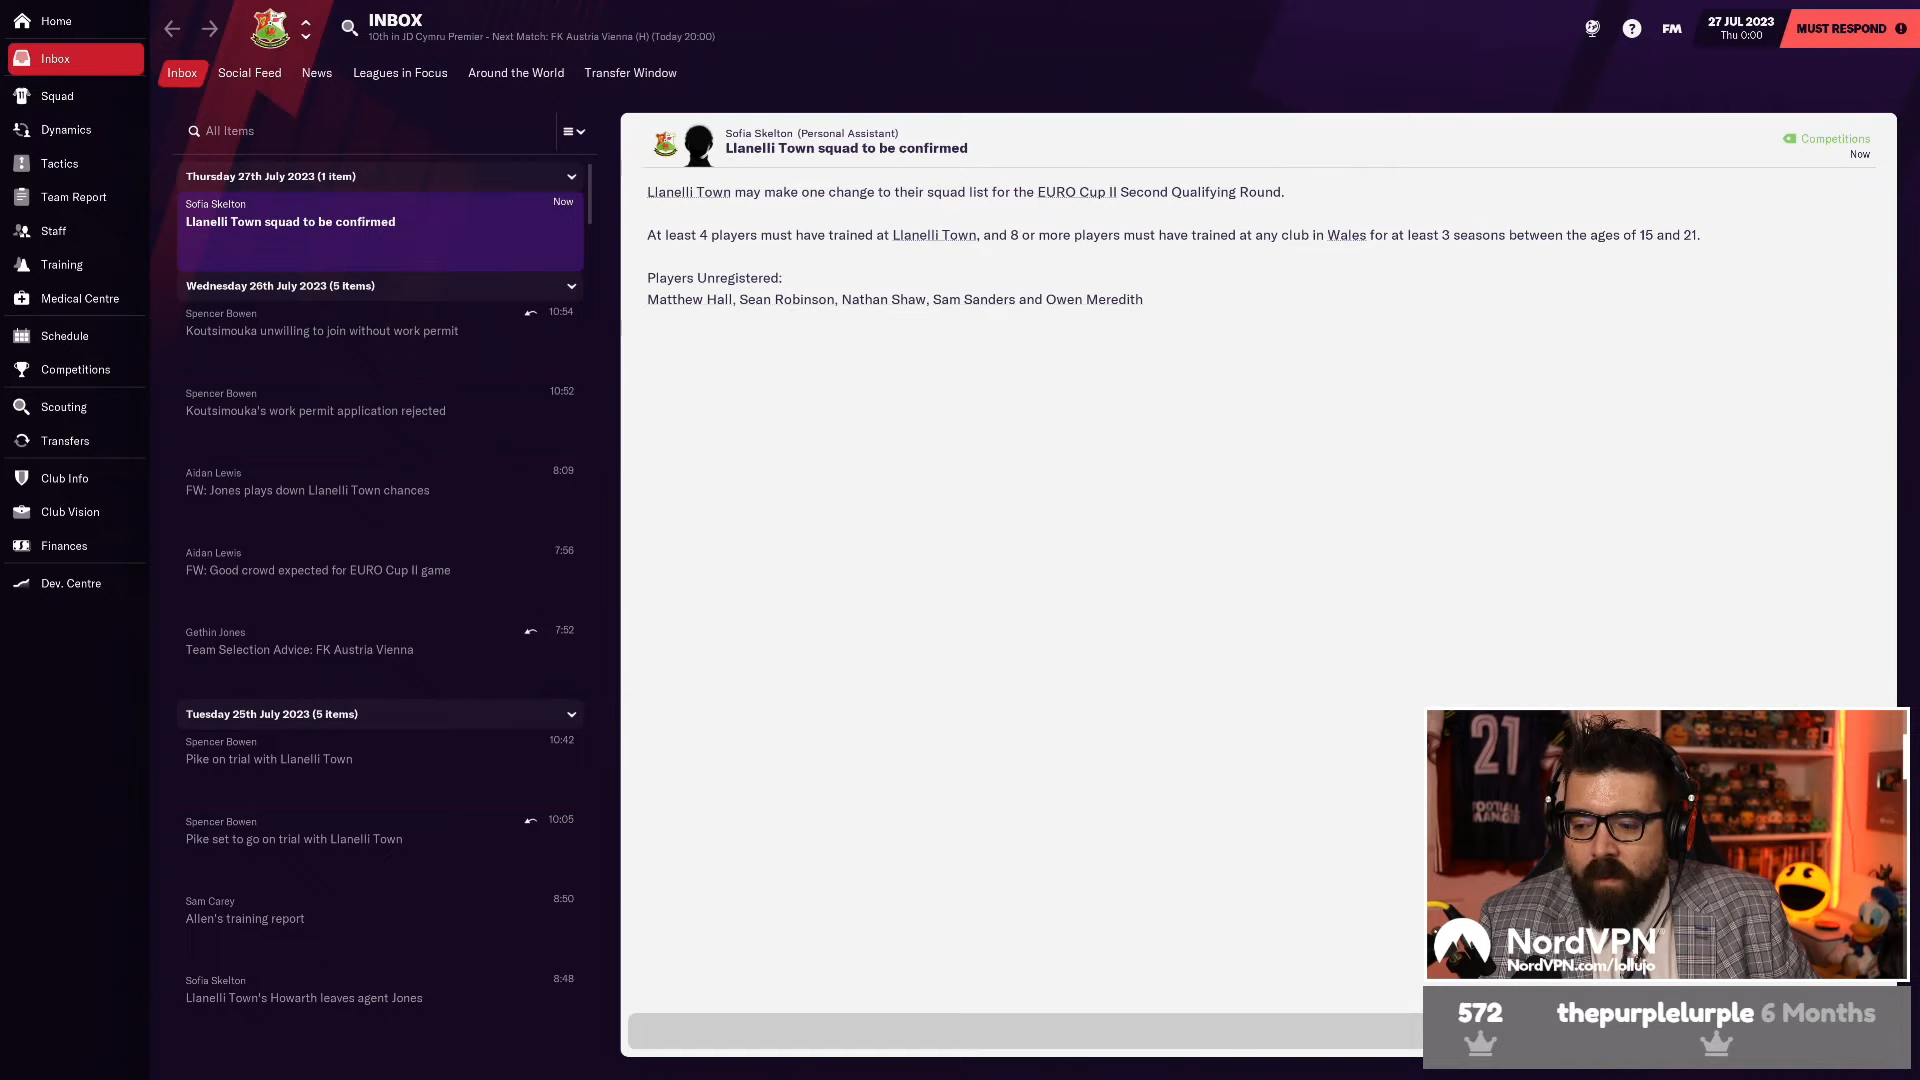 Home
Inbox
Squad
Dynamics
Tactics
Team Report
Staff
Training
Medical Centre
Schedule
Competitions
Scouting
Transfers
Club Info
Club Vision
Finances
Dev. Centre
INBOX
10th in JD Cymru Premier - Next Match: FK Austria Vienna (H) (Today 20:00)
FM
27 JUL 2023
Thu 0:00
MUST RESPOND
Inbox Social Feed News Leagues in Focus Around the World Transfer Window
All Items
Thursday 27th July 2023 (1 item)
Sofia Skelton Now
Llanelli Town squad to be confirmed
Wednesday 26th July 2023 (5 items)
Spencer Bowen 10:54
Koutsimouka unwilling to join without work permit
Spencer Bowen 10:52
Koutsimouka's work permit application rejected
Aidan Lewis 8:09
FW: Jones plays down Llanelli Town chances
Aidan Lewis 7:56
FW: Good crowd expected for EURO Cup II game
Gethin Jones 7:52
Team Selection Advice: FK Austria Vienna
Tuesday 25th July 2023 (5 items)
Spencer Bowen 10:42
Pike on trial with Llanelli Town
Spencer Bowen 10:05
Pike set to go on trial with Llanelli Town
Sam Carey 8:50
Allen's training report
Sofia Skelton 8:48
Llanelli Town's Howarth leaves agent Jones
Sofia Skelton (Personal Assistant)
Llanelli Town squad to be confirmed
Competitions
Now
Llanelli Town may make one change to their squad list for the EURO Cup II Second Qualifying Round.
At least 4 players must have trained at Llanelli Town, and 8 or more players must have trained at any club in Wales for at least 3 seasons between the ages of 15 and 21.
Players Unregistered:
Matthew Hall, Sean Robinson, Nathan Shaw, Sam Sanders and Owen Meredith
21
FOOTBALL
MANAGER
NordVPN
NordVPN.com/lollujo
572 thepurplelurple 6 Months